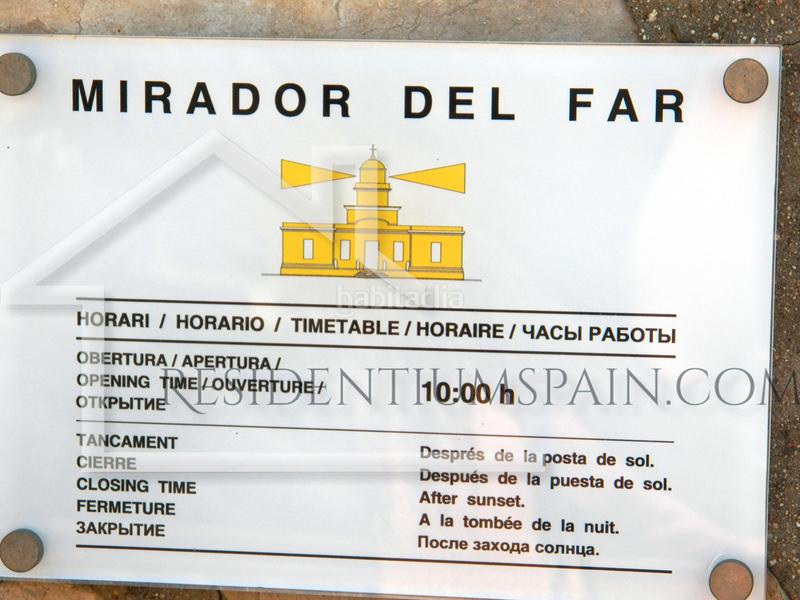 MIRADOR DEL FAR
habitaclia
HORARI / HORARIO / TIMETABLE / HORAIRE / ЧАСЫ РАБОТЫ
OBERTURA / APERTURA /
OPENING TIME / OUVERTURE /
ОТКРЫТИЕ
10:00 h
RESIDENTIUMSPAIN.COM
TANCAMENT
CIERRE
CLOSING TIME
FERMETURE
ЗАКРЫТИЕ
Després de la posta de sol.
Después de la puesta de sol.
After sunset.
A la tombée de la nuit.
После захода солнца.